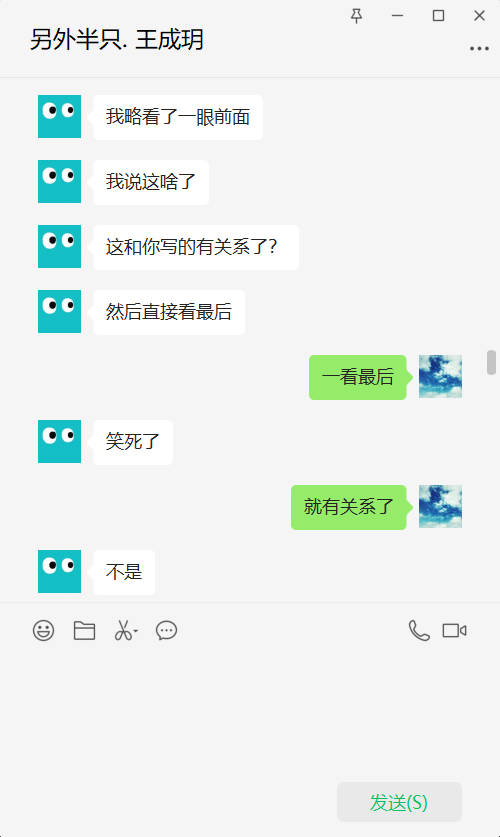 另外半只. 王成玥
我略看了一眼前面
我说这啥了
这和你写的有关系了？
然后直接看最后
一看最后
笑死了
就有关系了
不是
发送(S)